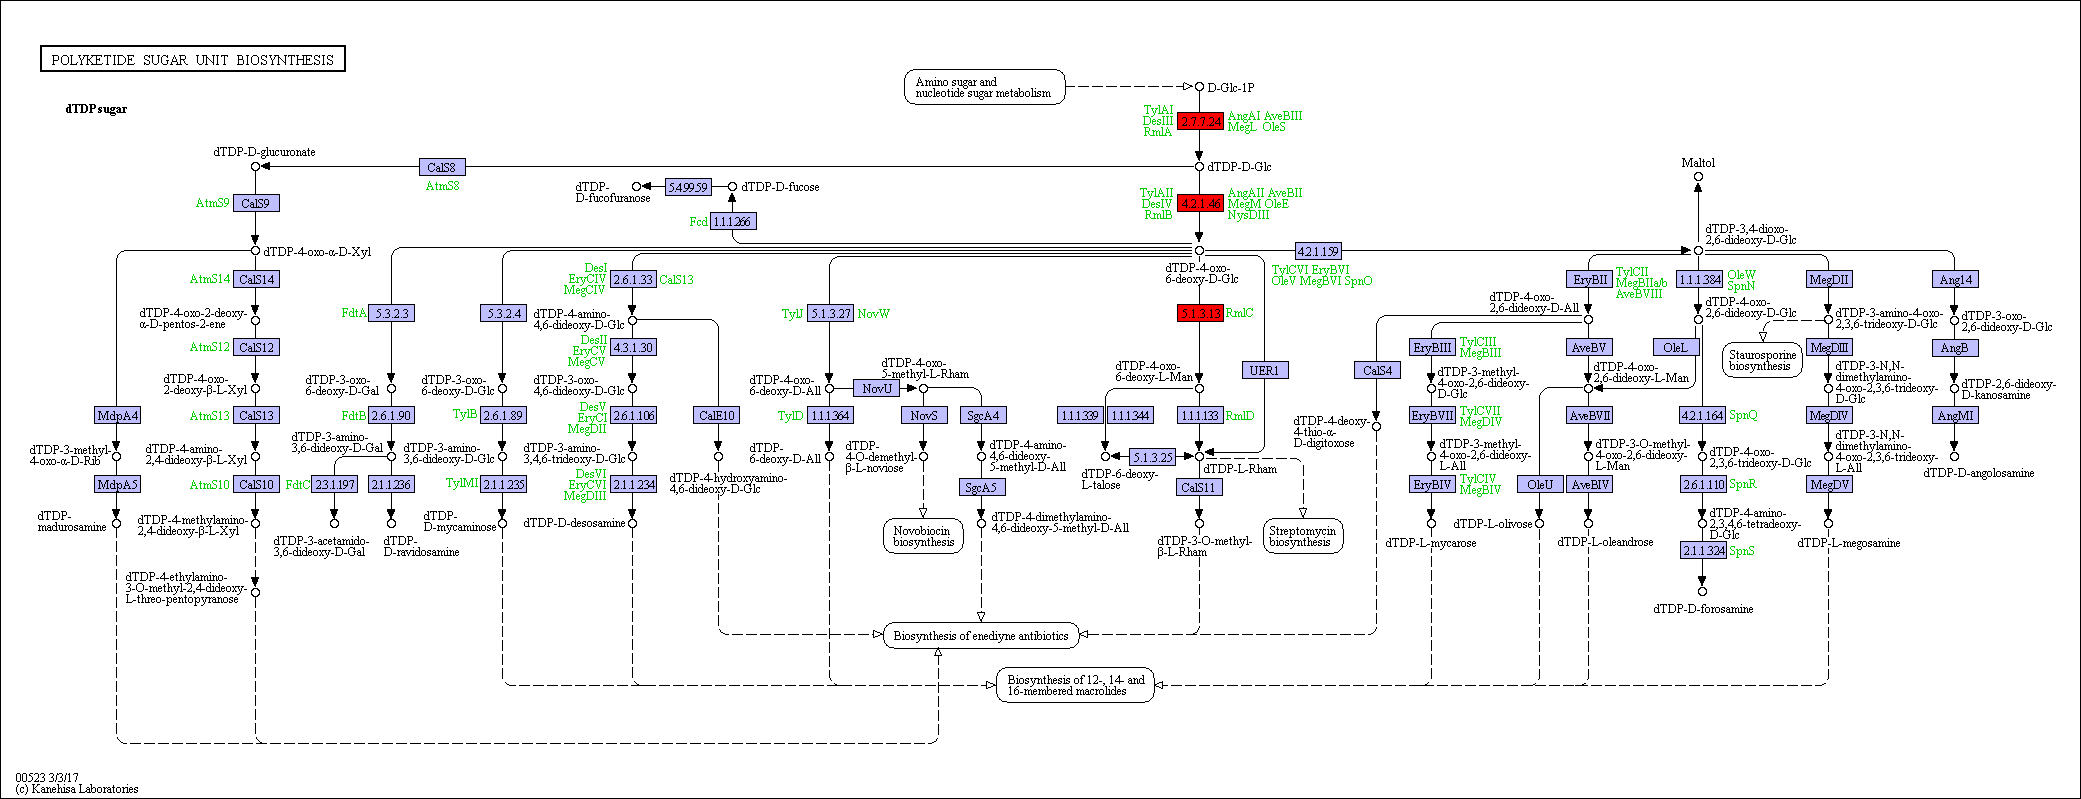 POLYKETIDE SUGAR UNIT BIOSYNTHESIS
dTDP sugar
Amino sugar and
nucleotide sugar metabolism
D-Glc-1P
TylAI
DesIII
RmlA
2.7.7.24
AngAI AveBIII
MegL OleS
dTDP-D-glucuronate
CalS8
AtmS8
dTDP-D-Glc
Maltol
dTDP-
D-fucofuranose
5.4.99.59
dTDP-D-fucose
AtmS9
CalS9
Fcd
1.1.1.266
TylAII
DesIV
RmlB
4.2.1.46
AngAII AveBII
MegM OleE
NysDIII
dTDP-3,4-dioxo-
2,6-dideoxy-D-Glc
dTDP-4-oxo-α-D-Xyl
4.2.1.159
TylCVI EryBVI
OleV MegBVI SpnO
dTDP-4-oxo-
6-deoxy-D-Glc
AtmS14
CalS14
DesI
EryCIV
MegCIV
2.6.1.33
CalS13
EryBII
TylCII
MegBIIa/b
AveBVIII
1.1.1.384
OleW
SpnN
MegDII
Ang14
dTDP-4-oxo-2-deoxy-
α-D-pentos-2-ene
FdtA
5.3.2.3
5.3.2.4
dTDP-4-amino-
4,6-dideoxy-D-Glc
TylJ
5.1.3.27
NovW
5.1.3.13
RmlC
dTDP-4-oxo-
2,6-dideoxy-D-All
dTDP-4-oxo-
2,6-dideoxy-D-Glc
dTDP-3-amino-4-oxo-
2,3,6-trideoxy-D-Glc
dTDP-3-oxo-
2,6-dideoxy-D-Glc
AtmS12
CalS12
DesII
EryCV
MegCV
4.3.1.30
EryBIII
TylCIII
MegBIII
AveBV
OleL
Staurosporine
biosynthesis
MegDIII
AngB
dTDP-4-oxo-
2-deoxy-β-L-Xyl
dTDP-3-oxo-
6-deoxy-D-Gal
dTDP-3-oxo-
6-deoxy-D-Glc
dTDP-3-oxo-
4,6-dideoxy-D-Glc
dTDP-4-oxo-
6-deoxy-D-All
NovU
dTDP-4-oxo-
5-methyl-L-Rham
dTDP-4-oxo-
6-deoxy-L-Man
UER1
CalS4
dTDP-3-methyl-
4-oxo-2,6-dideoxy-
D-Glc
dTDP-4-oxo-
2,6-dideoxy-L-Man
dTDP-3-N,N-
dimethylamino-
4-oxo-2,3,6-trideoxy-
D-Glc
dTDP-2,6-dideoxy-
D-kanosamine
MdpA4
AtmS13
CalS13
FdtB
2.6.1.90
TylB
2.6.1.89
DesV
EryCI
MegDII
2.6.1.106
CalE10
TylD
1.1.1.364
NovS
SgcA4
1.1.1.339
1.1.1.344
1.1.1.133
RmlD
dTDP-4-deoxy-
4-thio-α-
D-digitoxose
EryBVII
TylCVII
MegDIV
AveBVII
4.2.1.164
SpnQ
MegDIV
AngMI
dTDP-3-methyl-
4-oxo-α-D-Rib
dTDP-4-amino-
2,4-dideoxy-β-L-Xyl
dTDP-3-amino-
3,6-dideoxy-D-Gal
dTDP-3-amino-
3,6-dideoxy-D-Glc
dTDP-3-amino-
3,4,6-trideoxy-D-Glc
dTDP-
6-deoxy-D-All
dTDP-
4-O-demethyl-
β-L-noviose
dTDP-4-amino-
4,6-dideoxy-
5-methyl-D-All
5.1.3.25
dTDP-6-deoxy-
L-talose
dTDP-L-Rham
dTDP-3-methyl-
4-oxo-2,6-dideoxy-
L-All
dTDP-3-O-methyl-
4-oxo-2,6-dideoxy-
L-Man
dTDP-4-oxo-
2,3,6-trideoxy-D-Glc
dTDP-3-N,N-
dimethylamino-
4-oxo-2,3,6-trideoxy-
L-All
dTDP-D-angolosamine
MdpA5
AtmS10
CalS10
FdtC
2.3.1.197
2.1.1.236
TylMI
2.1.1.235
DesVI
EryCVI
MegDIII
2.1.1.234
dTDP-4-hydroxyamino-
4,6-dideoxy-D-Glc
SgcA5
CalS11
EryBIV
TylCIV
MegBIV
OleU
AveBIV
2.6.1.110
SpnR
MegDV
dTDP-
madurosamine
dTDP-4-methylamino-
2,4-dideoxy-β-L-Xyl
dTDP-3-acetamido-
3,6-dideoxy-D-Gal
dTDP-
D-ravidosamine
dTDP-
D-mycaminose
dTDP-D-desosamine
Novobiocin
biosynthesis
dTDP-4-dimethylamino-
4,6-dideoxy-5-methyl-D-All
dTDP-3-O-methyl-
β-L-Rham
Streptomycin
biosynthesis
dTDP-L-mycarose
dTDP-L-olivose
dTDP-L-oleandrose
dTDP-4-amino-
2,3,4,6-tetradeoxy-
D-Glc
dTDP-L-megosamine
2.1.1.324
SpnS
dTDP-4-ethylamino-
3-O-methyl-2,4-dideoxy-
L-threo-pentopyranose
dTDP-D-forosamine
Biosynthesis of enediyne antibiotics
Biosynthesis of 12-, 14- and
16-membered macrolides
00523 3/3/17
(c) Kanehisa Laboratories